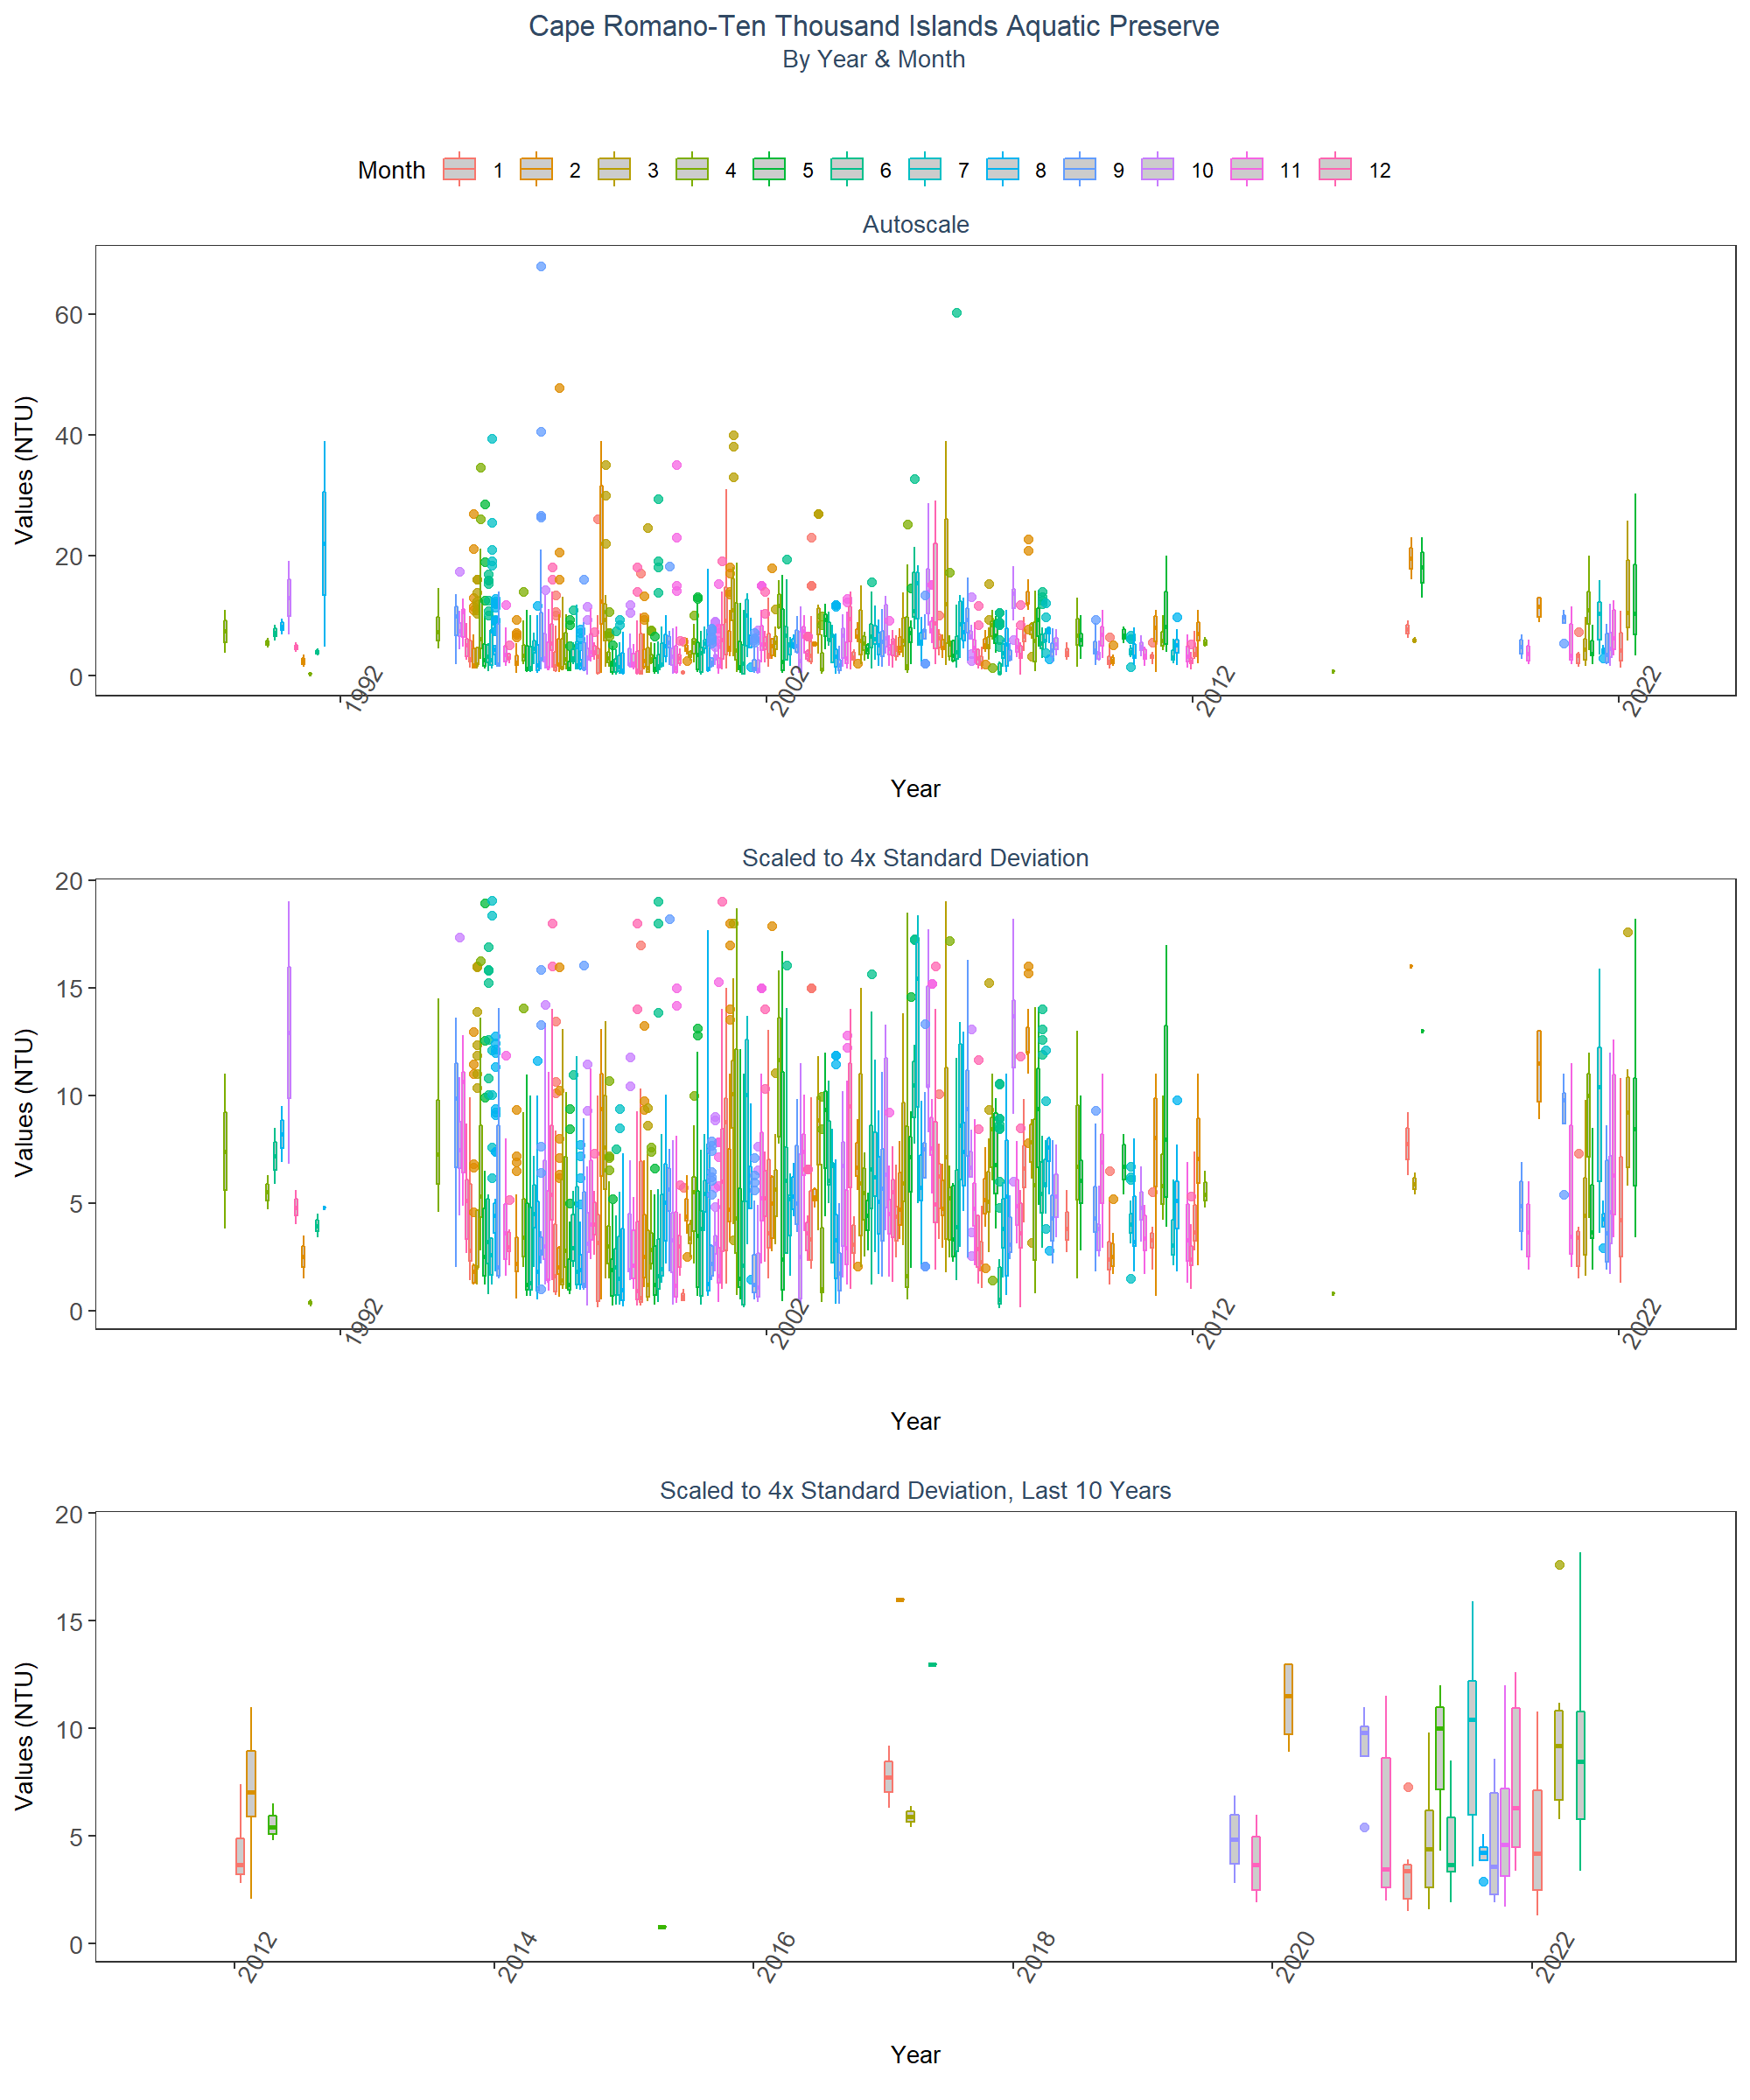 Cape Romano-Ten Thousand Islands Aquatic Preserve
By Year & Month
Month 1 2 3 4 5 6 7 8 9 10 11 12
Autoscale
Values (NTU)
60
40
20
0
1992 2002 2012 2022
Year
Scaled to 4x Standard Deviation
Values (NTU)
20
15
10
5
0
1992 2002 2012 2022
Year
Scaled to 4x Standard Deviation, Last 10 Years
Values (NTU)
20
15
10
5
0
2012 2014 2016 2018 2020 2022
Year